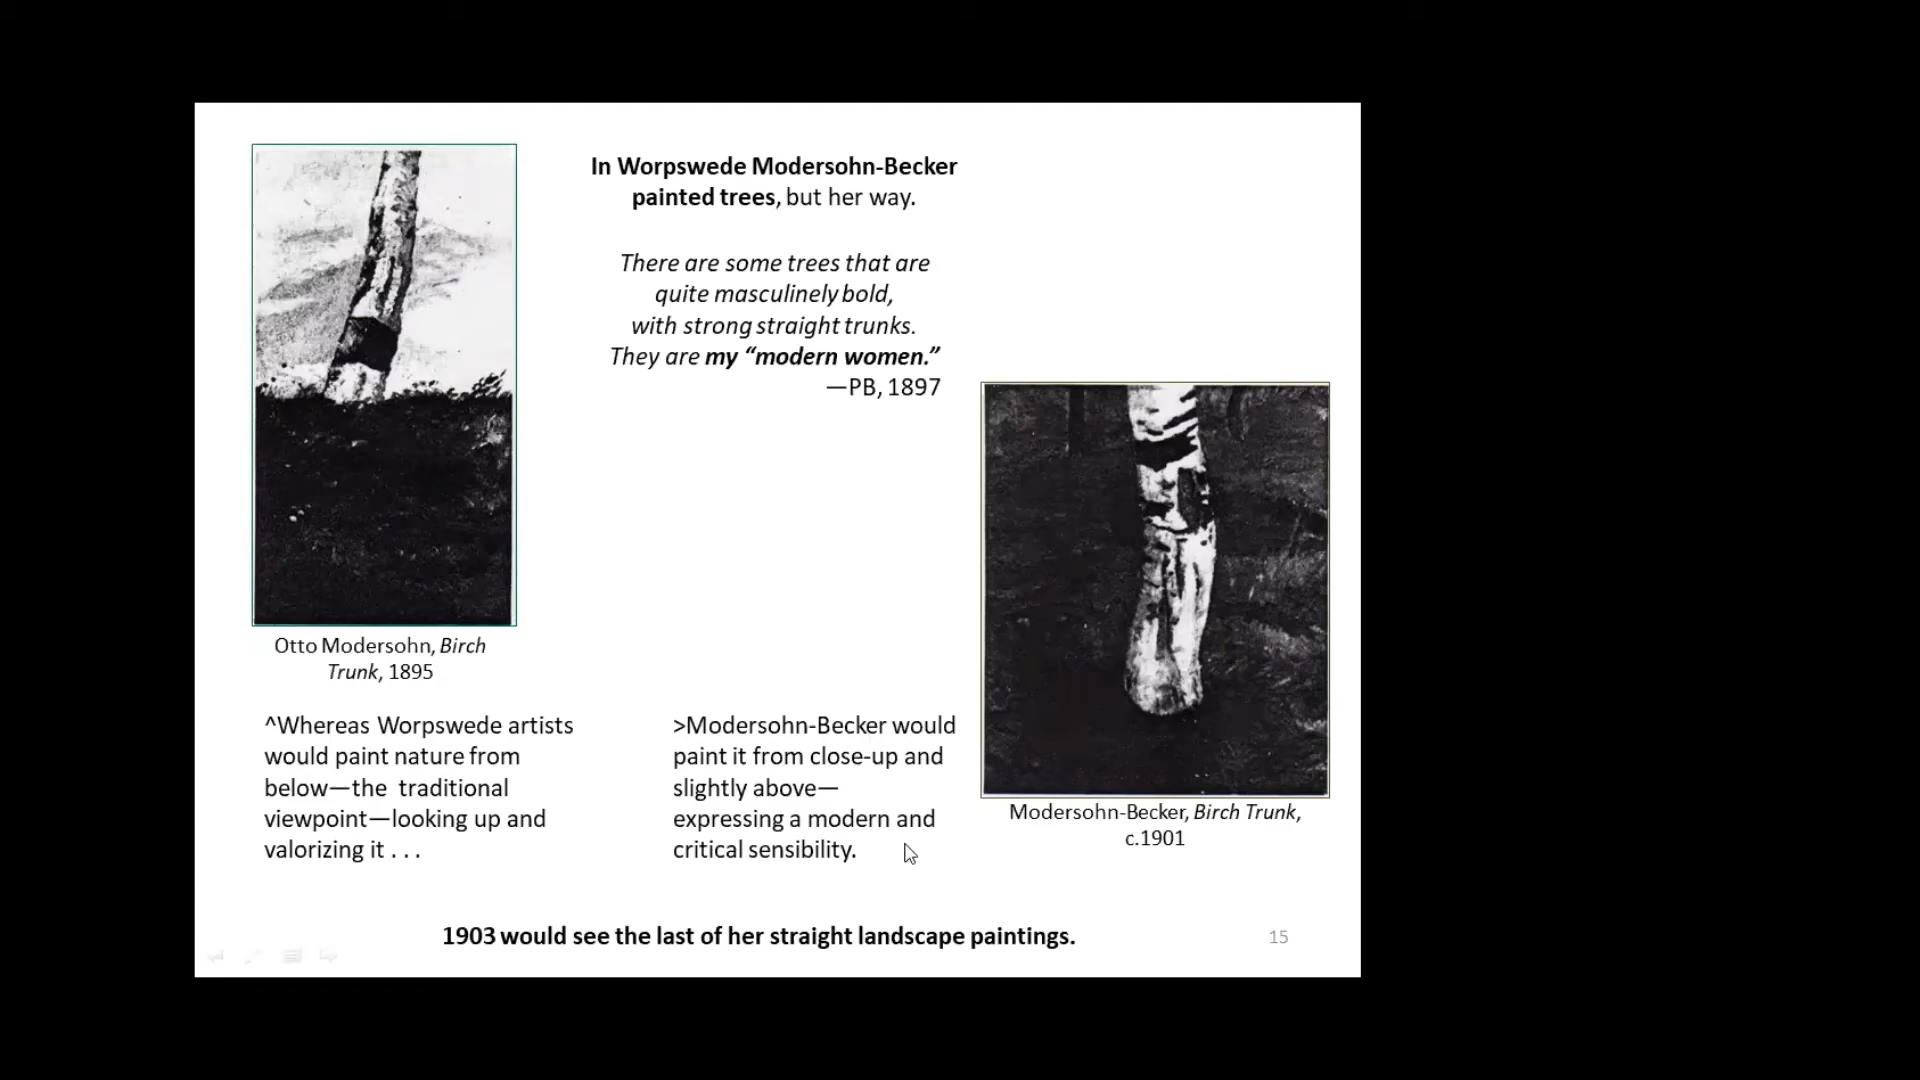 In Worpswede Modersohn-Becker
painted trees, but her way.
There are some trees that are
quite masculinely bold,
with strong straight trunks.
They are my “modern women.”
—PB, 1897
Otto Modersohn, Birch
Trunk, 1895
^Whereas Worpswede artists
would paint nature from
below—the traditional
viewpoint—looking up and
valorizing it . . .
>Modersohn-Becker would
paint it from close-up and
slightly above—
expressing a modern and
critical sensibility.
Modersohn-Becker, Birch Trunk,
c.1901
1903 would see the last of her straight landscape paintings.
15